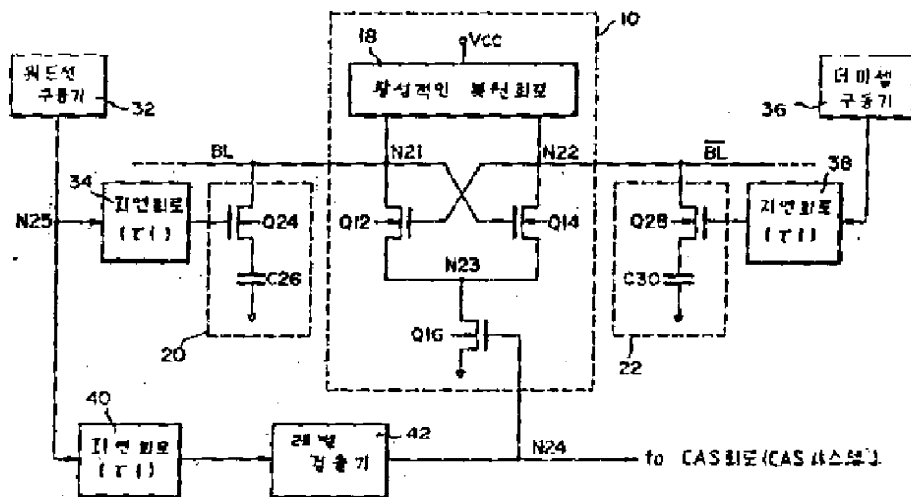 10
18
Vcc
워드선
구동기
32
활성적인 복원회로
더미셀
구동기
36
BL
N21
N22
BL
34
지연회로
(τ1)
N25
Q24
Q12
Q14
Q28
38
지연회로
(τ1)
C26
N23
C30
Q16
20
22
40
지연회로
(τ1)
레벨
검출기
42
N24
to CAS회로(CAS시스템)